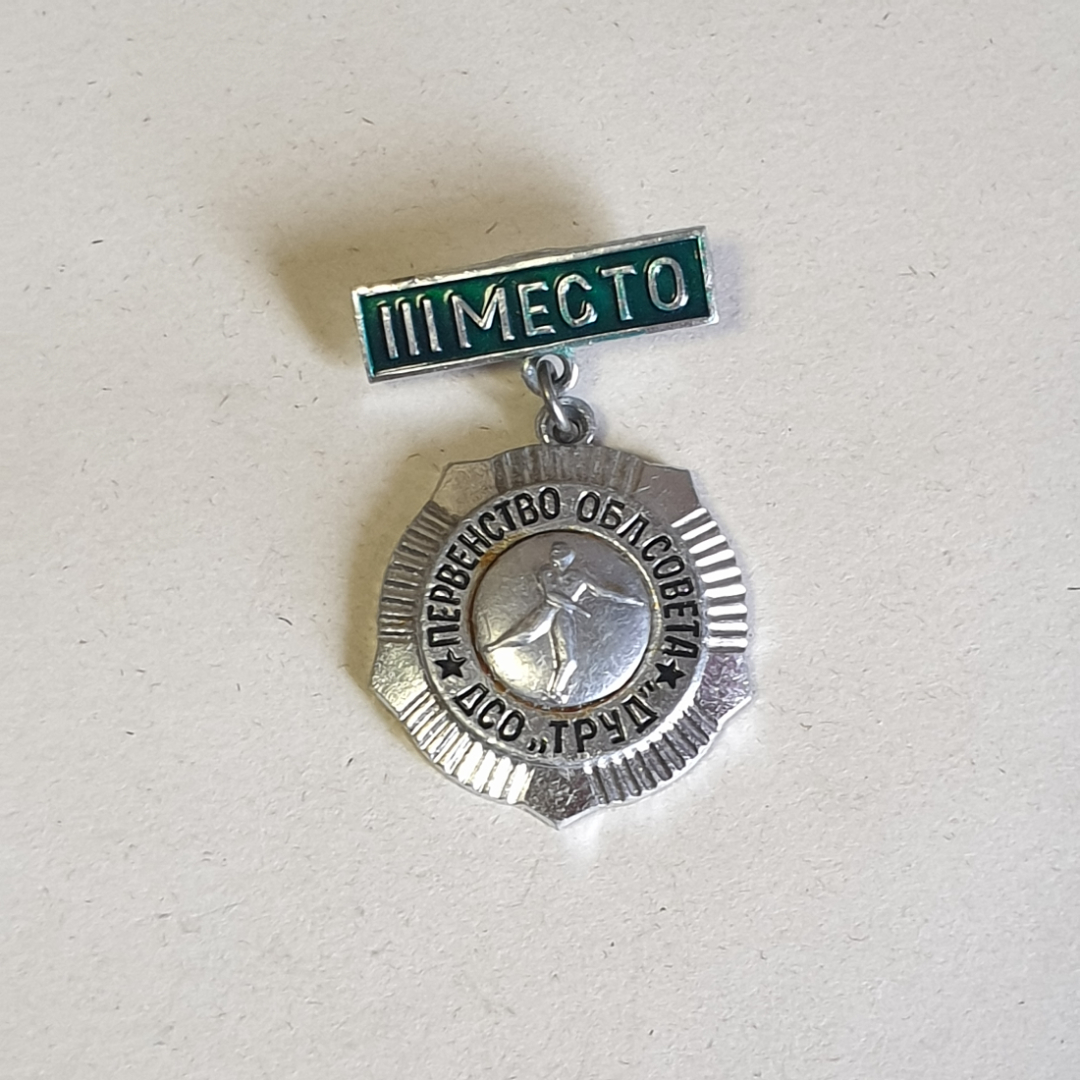 III МЕСТО
★ ПЕРВЕНСТВО ОБЛСОВЕТА ★
ДСО „ТРУД"